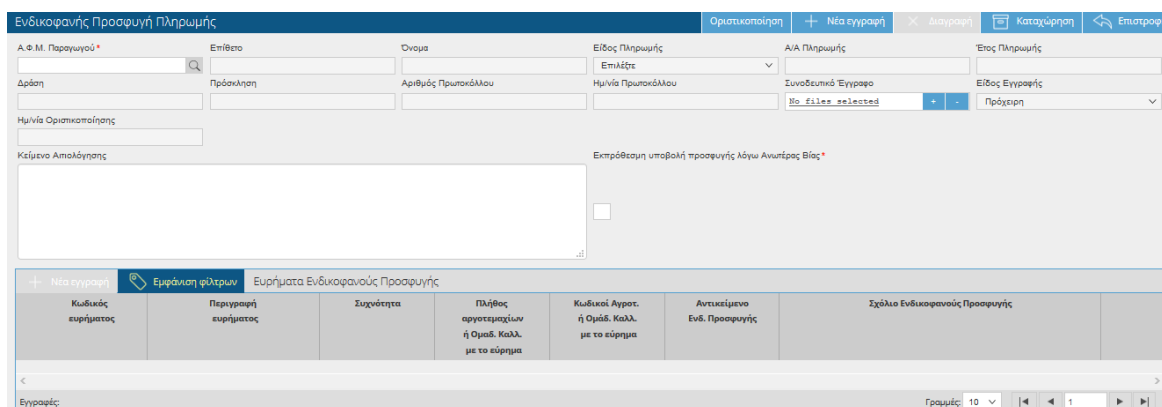 Ενδικοφανής Προσφυγή Πληρωμής
Οριστικοποίηση
Νέα εγγραφή
Διαγραφή
Καταχώρηση
Επιστροφ
Α.Φ.Μ. Παραγωγού*
Επίθετο
Όνομα
Είδος Πληρωμής
Α/Α Πληρωμής
Έτος Πληρωμής
Επιλέξτε
Δράση
Πρόσκληση
Αριθμός Πρωτοκόλλου
Ημ/νία Πρωτοκόλλου
Συνοδευτικό Έγγραφο
Είδος Εγγραφής
No files selected
+ -
Πρόχειρη
Ημ/νία Οριστικοποίησης
Κείμενο Αιτιολόγησης
Εκπρόθεσμη υποβολή προσφυγής λόγω Ανωτέρας Βίας*
Νέα εγγραφή
Εμφάνιση φίλτρων
Ευρήματα Ενδικοφανούς Προσφυγής
Κωδικός
ευρήματος
Περιγραφή
ευρήματος
Συχνότητα
Πλήθος
αγροτεμαχίων
ή Ομαδ. Καλλ.
με το εύρημα
Κωδικοί Αγροτ.
ή Ομάδ. Καλλ.
με το εύρημα
Αντικείμενο
Ενδ. Προσφυγής
Σχόλιο Ενδικοφανούς Προσφυγής
Εγγραφές:
Γραμμές: 10
1